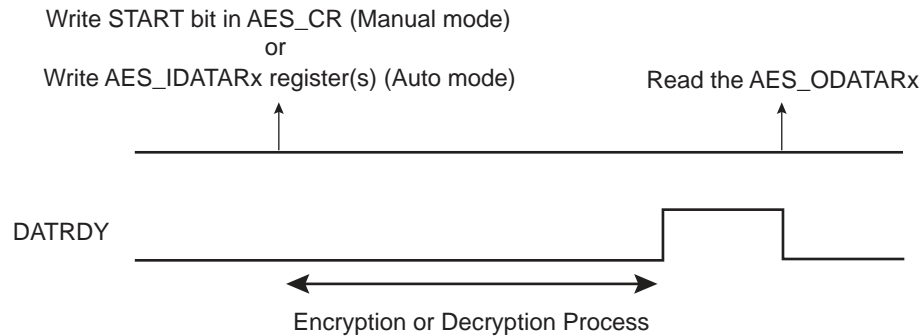 Write START bit in AES_CR (Manual mode)
or
Write AES_IDATARx register(s) (Auto mode)
Read the AES_ODATARx
DATRDY
Encryption or Decryption Process